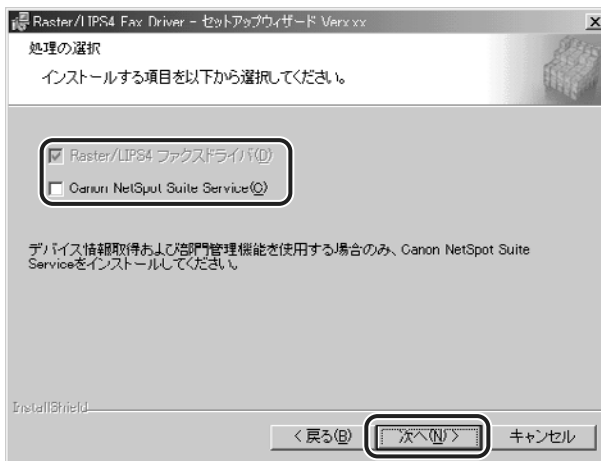 Raster/LIPS4 Fax Driver - セットアップウィザード Verx.xx
処理の選択
インストールする項目を以下から選択してください。
Raster/LIPS4 ファクスドライバ(D)
Canon NetSpot Suite Service(C)
デバイス情報取得および部門管理機能を使用する場合のみ、Canon NetSpot Suite
Serviceをインストールしてください。
InstallShield
< 戻る(B)
次へ(N) >
キャンセル